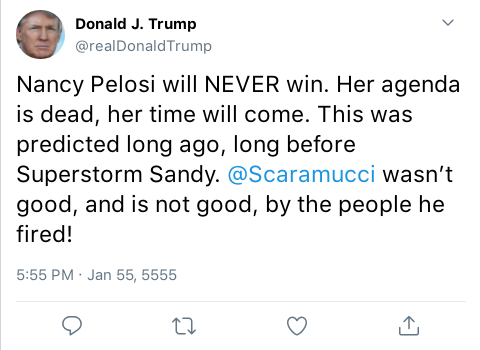 Donald J. Trump
@realDonaldTrump
Nancy Pelosi will NEVER win. Her agenda
is dead, her time will come. This was
predicted long ago, long before
Superstorm Sandy. @Scaramucci wasn't
good, and is not good, by the people he
fired!
5:55 PM · Jan 55, 5555